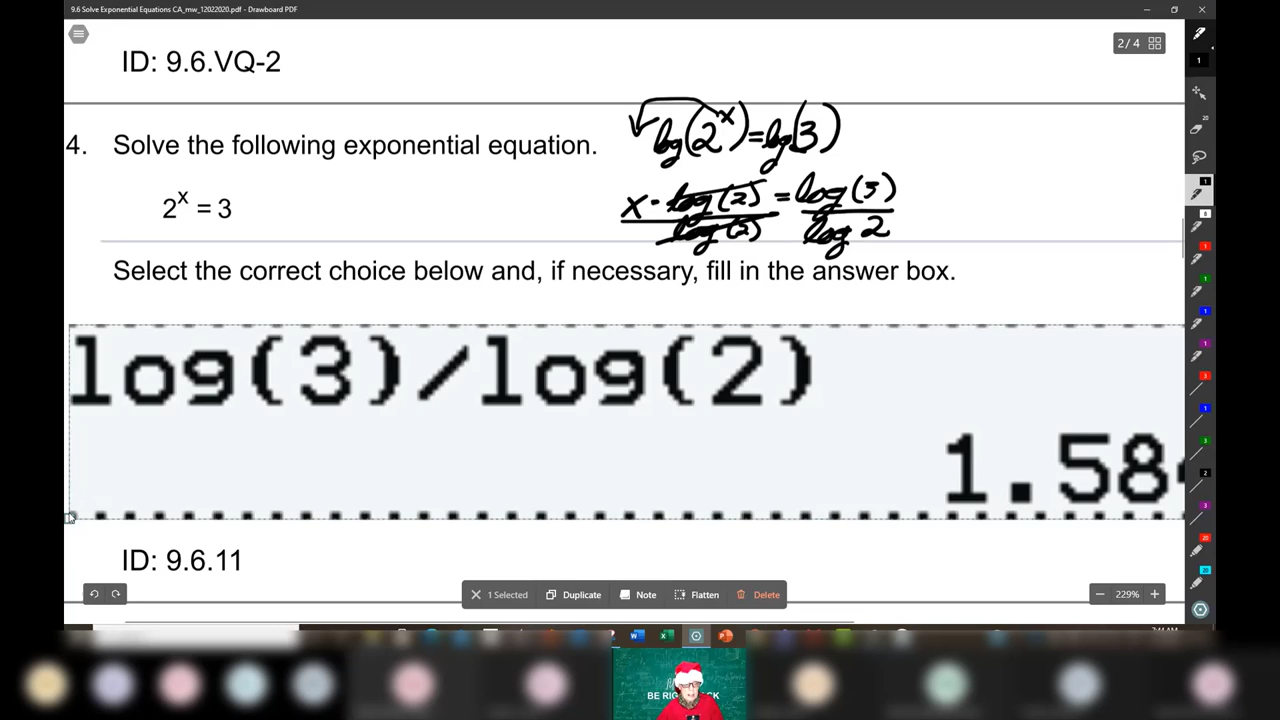 9.6 Solve Exponential Equations CA_mw_12022020.pdf - Drawboard PDF
2 / 4
ID: 9.6.VQ-2
4. Solve the following exponential equation.
2ˣ = 3
log(2ˣ)=log(3)
x · log(2) = log(3)
log(2) log 2
Select the correct choice below and, if necessary, fill in the answer box.
log(3)/log(2)
1.58
ID: 9.6.11
1 Selected Duplicate Note Flatten Delete
229%